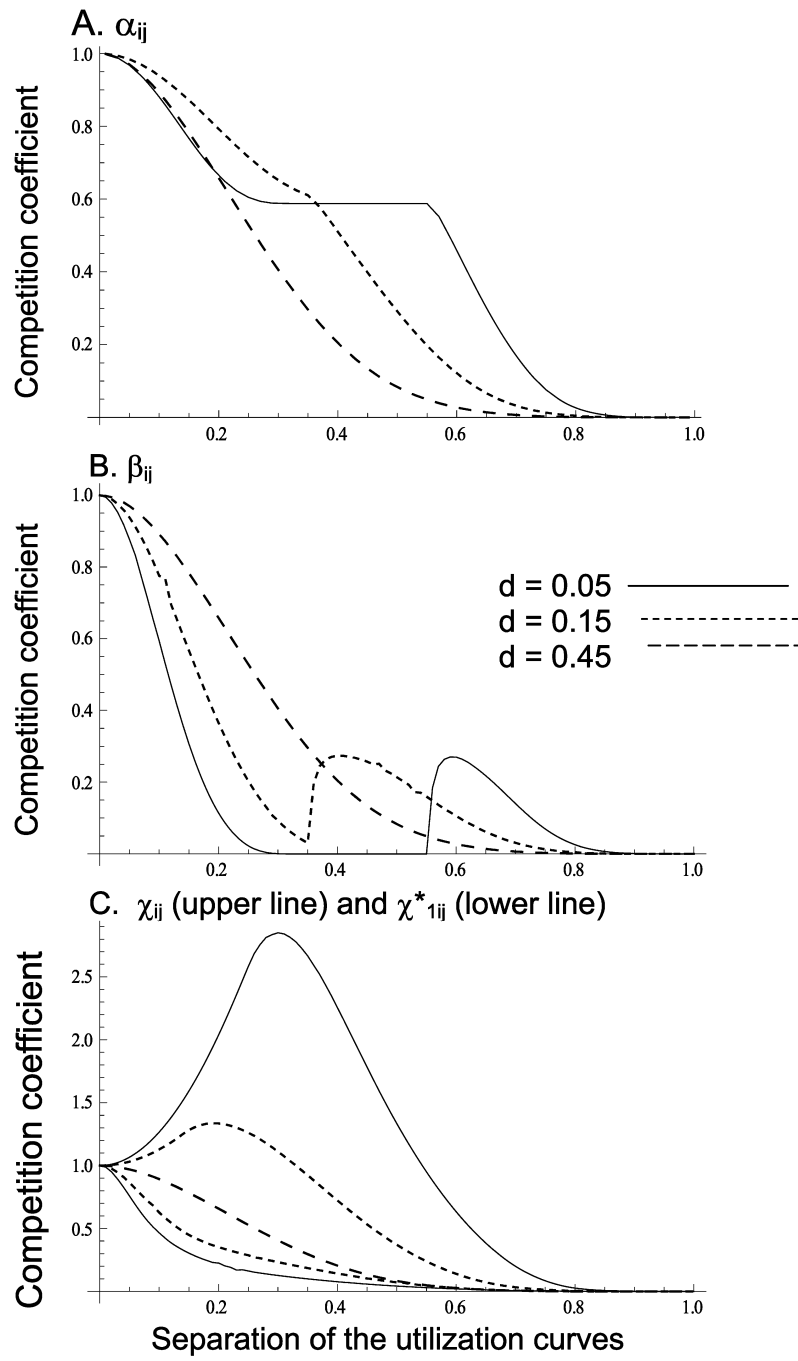 A. αij
Competition coefficient
1.0
0.8
0.6
0.4
0.2
0.2 0.4 0.6 0.8 1.0
B. βij
Competition coefficient
1.0
0.8
0.6
0.4
0.2
0.2 0.4 0.6 0.8 1.0
d = 0.05
d = 0.15
d = 0.45
C. χij (upper line) and χ*1ij (lower line)
Competition coefficient
2.5
2.0
1.5
1.0
0.5
0.2 0.4 0.6 0.8 1.0
Separation of the utilization curves